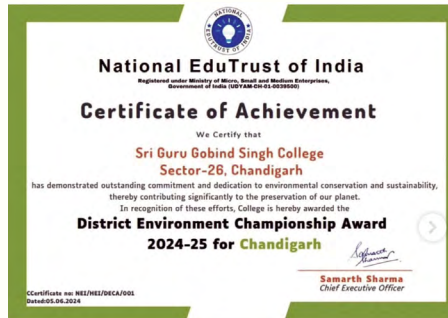 NATIONAL
EDUTRUST OF INDIA
National EduTrust of India
Registered under Ministry of Micro, Small and Medium Enterprises,
Government of India (UDYAM-CH-01-0039500)
Certificate of Achievement
We Certify that
Sri Guru Gobind Singh College
Sector-26, Chandigarh
has demonstrated outstanding commitment and dedication to environmental conservation and sustainability,
thereby contributing significantly to the preservation of our planet.
In recognition of these efforts, College is hereby awarded the
District Environment Championship Award
2024-25 for Chandigarh
Samarth Sharma
Chief Executive Officer
CCertificate no: NEI/HEI/DECA/001
Dated:05.06.2024